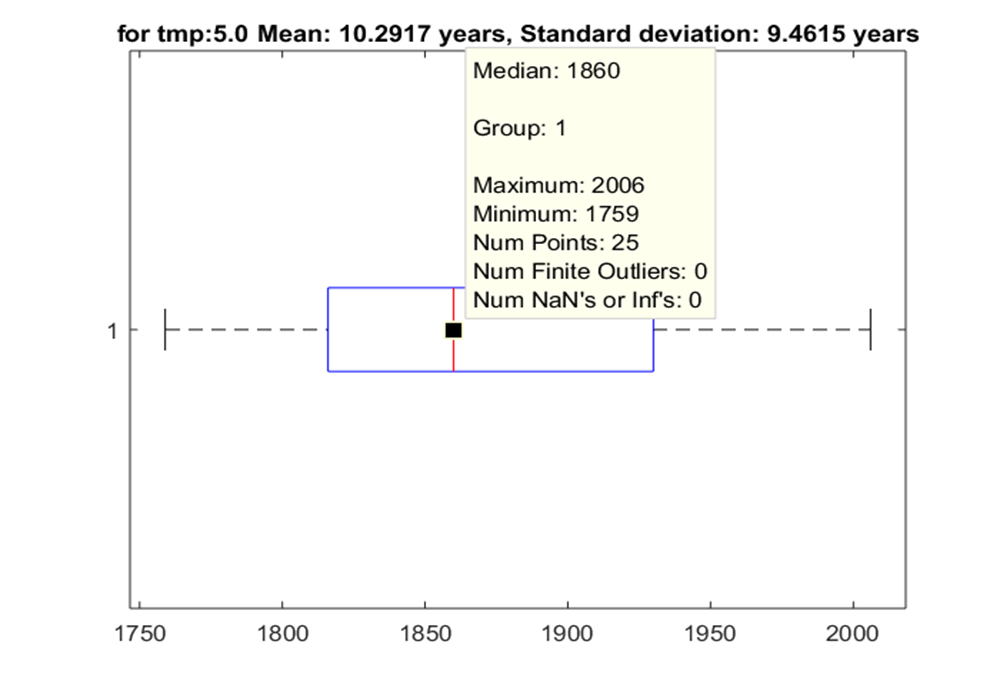 for tmp:5.0 Mean: 10.2917 years, Standard deviation: 9.4615 years
Median: 1860
Group: 1
Maximum: 2006
Minimum: 1759
Num Points: 25
Num Finite Outliers: 0
Num NaN's or Inf's: 0
1
1750 1800 1850 1900 1950 2000